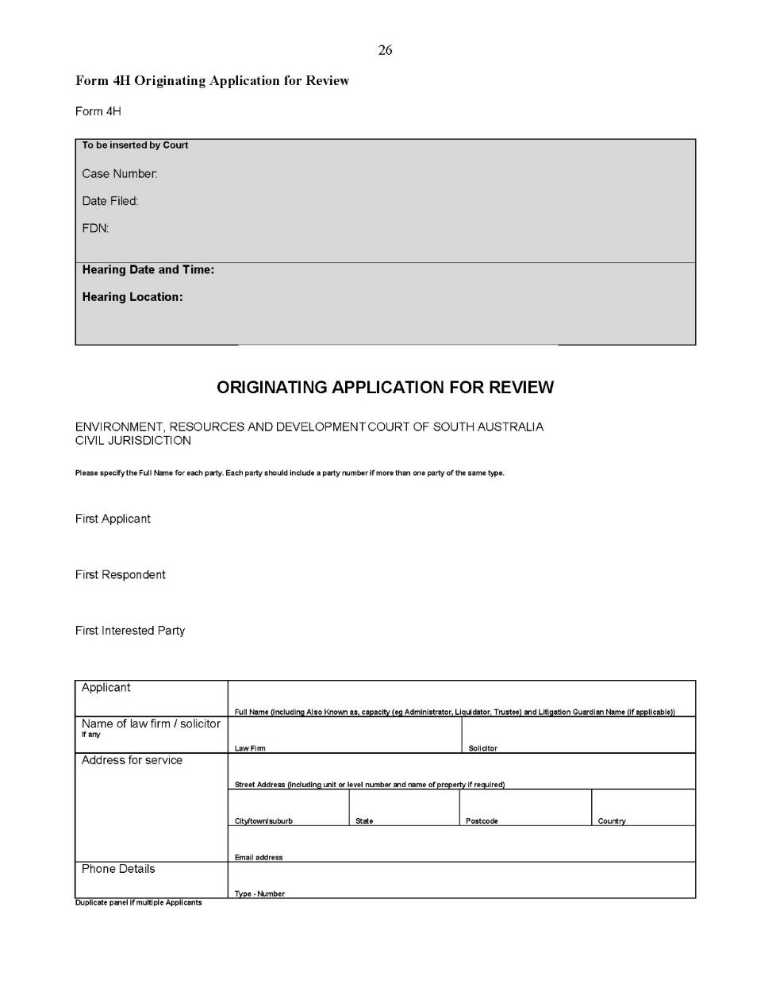 26
Form 4H Originating Application for Review
Form 4H
To be inserted by Court
Case Number:
Date Filed:
FDN:
Hearing Date and Time:
Hearing Location:
ORIGINATING APPLICATION FOR REVIEW
ENVIRONMENT, RESOURCES AND DEVELOPMENT COURT OF SOUTH AUSTRALIA
CIVIL JURISDICTION
Please specify the Full Name for each party. Each party should include a party number if more than one party of the same type.
First Applicant
First Respondent
First Interested Party
Applicant
Full Name (including Also Known as, capacity (eg Administrator, Liquidator, Trustee) and Litigation Guardian Name (if applicable))
Name of law firm / solicitor
If any
Law Firm
Solicitor
Address for service
Street Address (including unit or level number and name of property if required)
City/town/suburb
State
Postcode
Country
Email address
Phone Details
Type - Number
Duplicate panel if multiple Applicants